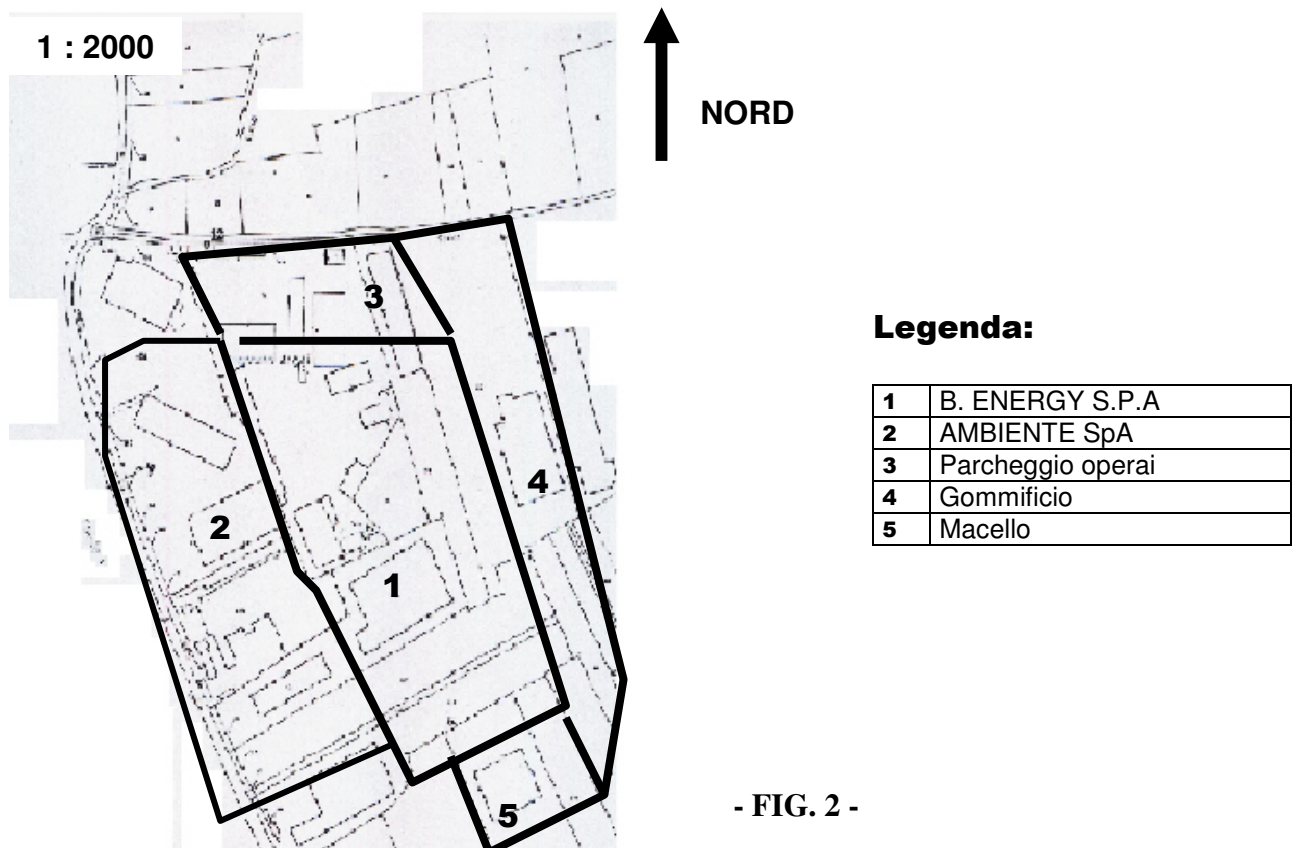 1 : 2000
NORD
3
4
2
1
5
Legenda:
1 B. ENERGY S.P.A
2 AMBIENTE SpA
3 Parcheggio operai
4 Gommificio
5 Macello
- FIG. 2 -